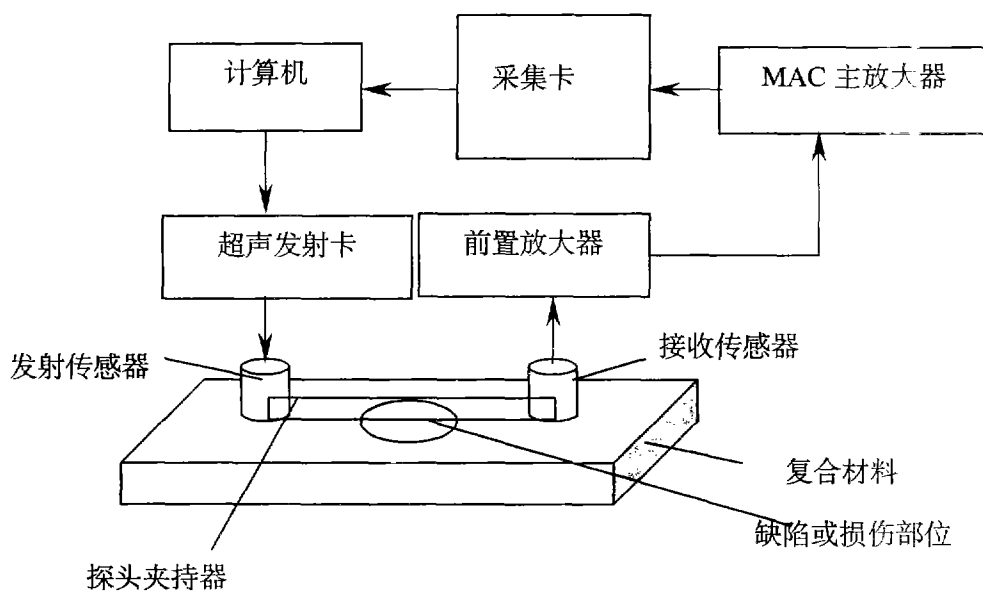 计算机
采集卡
MAC 主放大器
超声发射卡
前置放大器
发射传感器
接收传感器
复合材料
缺陷或损伤部位
探头夹持器